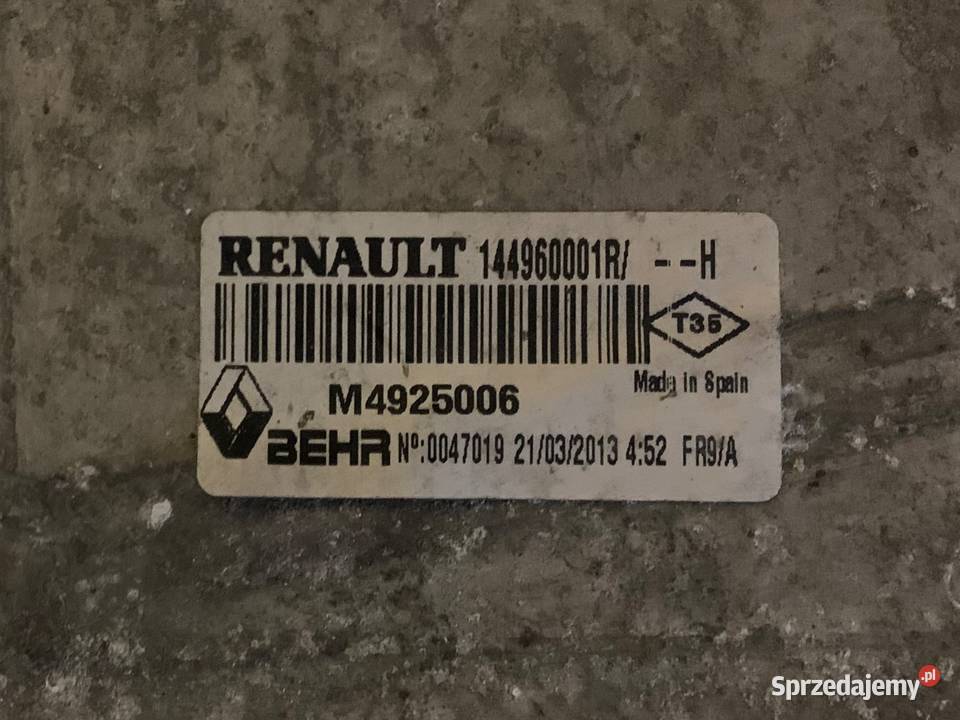 RENAULT 144960001R/ --H
T35
Made in Spain
M4925006
BEHR Nº:0047019 21/03/2013 4:52 FR9/A
Sprzedajemy.pl